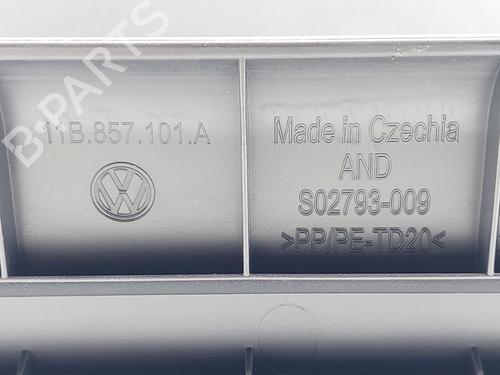 11B.857.101.A
Made in Czechia
AND
S02793-009
>PP/PE-TD20<
B-PARTS